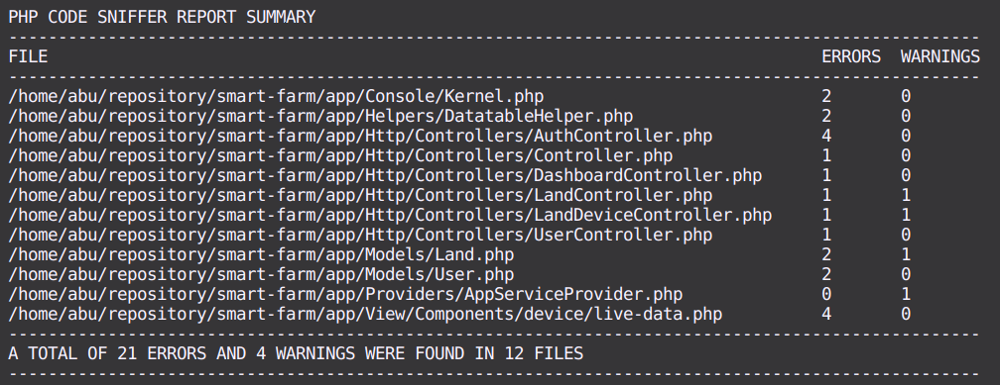 PHP CODE SNIFFER REPORT SUMMARY
--------------------------------------------------------------------------------------------------
FILE                                                                              ERRORS  WARNINGS
--------------------------------------------------------------------------------------------------
/home/abu/repository/smart-farm/app/Console/Kernel.php                            2       0
/home/abu/repository/smart-farm/app/Helpers/DatatableHelper.php                   2       0
/home/abu/repository/smart-farm/app/Http/Controllers/AuthController.php           4       0
/home/abu/repository/smart-farm/app/Http/Controllers/Controller.php               1       0
/home/abu/repository/smart-farm/app/Http/Controllers/DashboardController.php      1       0
/home/abu/repository/smart-farm/app/Http/Controllers/LandController.php           1       1
/home/abu/repository/smart-farm/app/Http/Controllers/LandDeviceController.php     1       1
/home/abu/repository/smart-farm/app/Http/Controllers/UserController.php           1       0
/home/abu/repository/smart-farm/app/Models/Land.php                               2       1
/home/abu/repository/smart-farm/app/Models/User.php                               2       0
/home/abu/repository/smart-farm/app/Providers/AppServiceProvider.php              0       1
/home/abu/repository/smart-farm/app/View/Components/device/live-data.php          4       0
--------------------------------------------------------------------------------------------------
A TOTAL OF 21 ERRORS AND 4 WARNINGS WERE FOUND IN 12 FILES
--------------------------------------------------------------------------------------------------